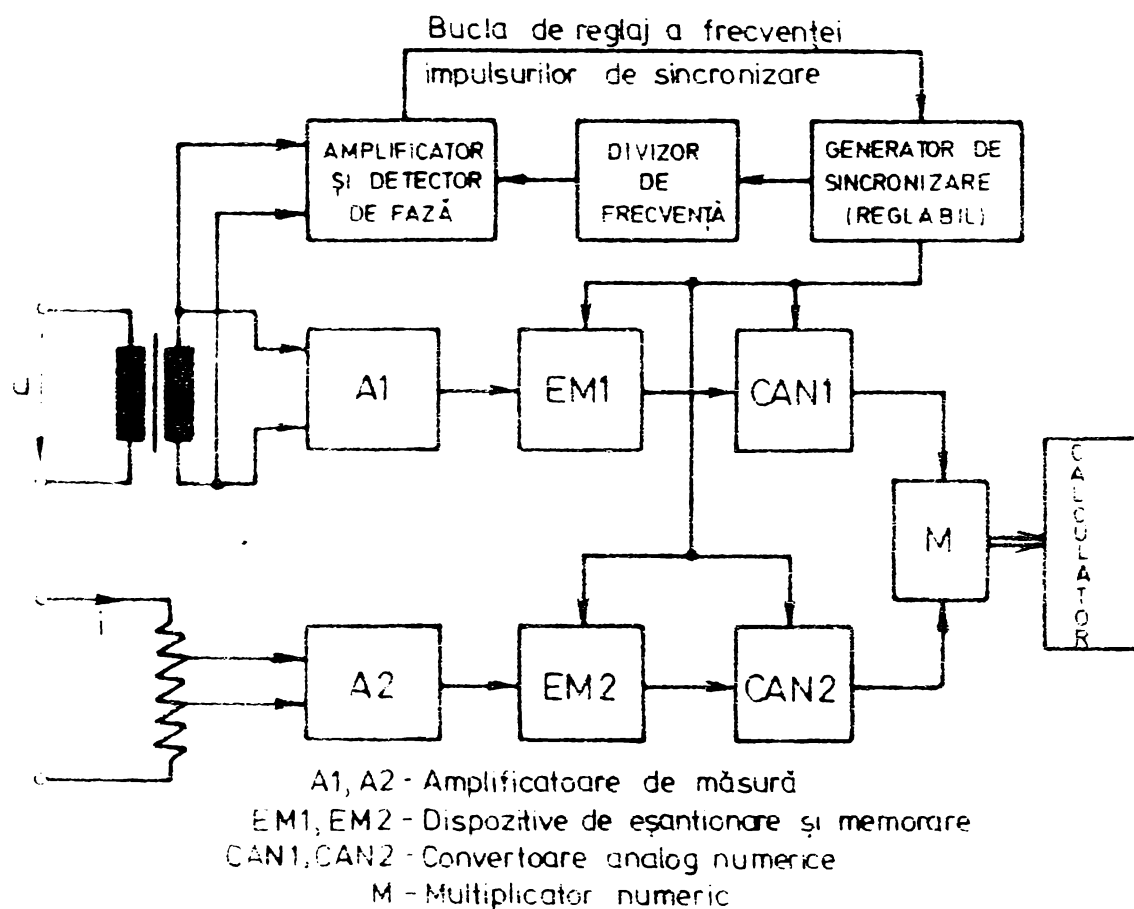 Bucla de reglaj a frecvenței
impulsurilor de sincronizare
AMPLIFICATOR
ȘI DETECTOR
DE FAZĂ
DIVIZOR
DE
FRECVENȚĂ
GENERATOR DE
SINCRONIZARE
(REGLABIL)
u
A1
EM1
CAN1
M
CALCULATOR
i
A2
EM2
CAN2
A1, A2 - Amplificatoare de măsură
EM1, EM2 - Dispozitive de eșantionare și memorare
CAN1, CAN2 - Convertoare analog numerice
M - Multiplicator numeric